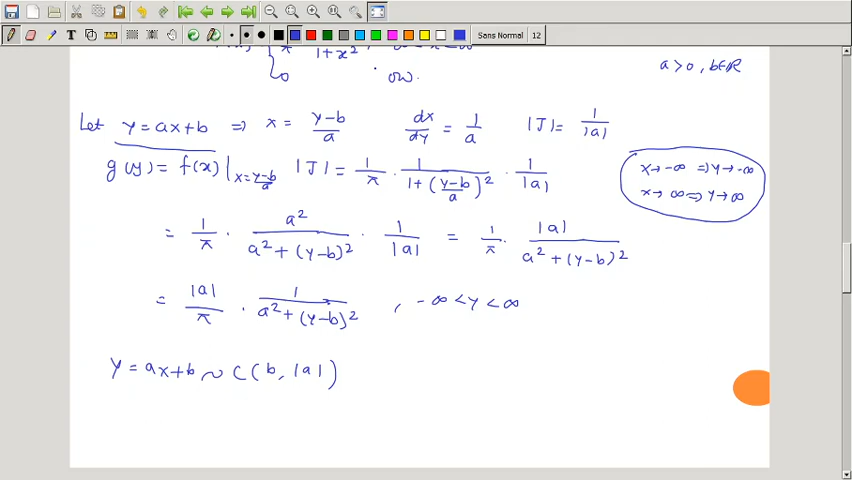 Sans Normal 12
1+x²
0 ow.
a>0, b∈ℝ
Let y=ax+b ⇒ x = (y-b)/a dx/dy = 1/a |J| = 1/|a|
g(y) = f(x)|_{x=(y-b)/a} |J| = 1/π · 1/(1+((y-b)/a)²) · 1/|a|
x→-∞ ⇒ y→-∞
x→∞ ⇒ y→∞
= 1/π · a²/(a²+(y-b)²) · 1/|a| = 1/π · |a|/(a²+(y-b)²)
= |a|/π · 1/(a²+(y-b)²) , -∞<y<∞
Y = ax+b ~ C(b, |a|)